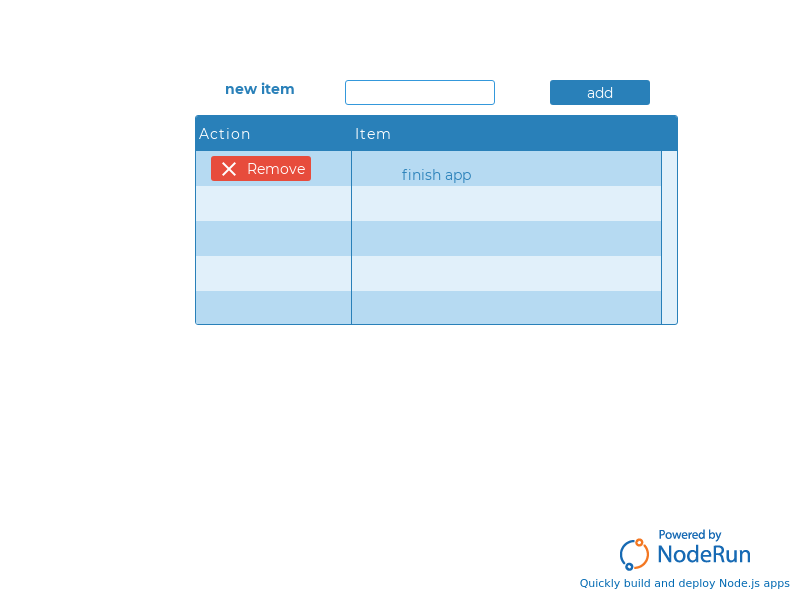 new item
add
Action Item
Remove finish app
Powered by
NodeRun
Quickly build and deploy Node.js apps